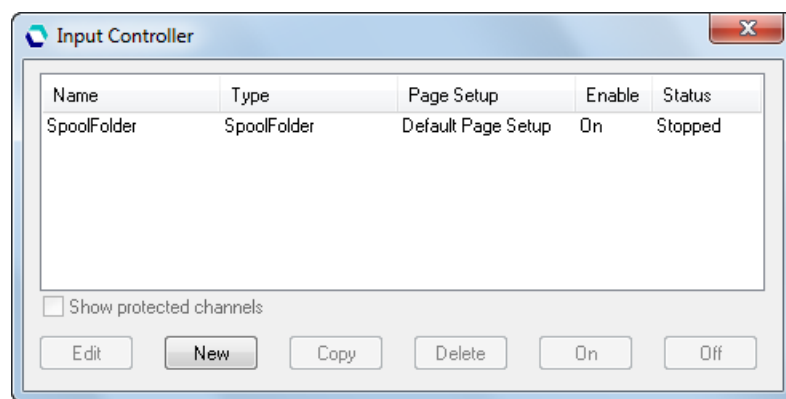 Input Controller
Name Type Page Setup Enable Status
SpoolFolder SpoolFolder Default Page Setup On Stopped
Show protected channels
Edit New Copy Delete On Off